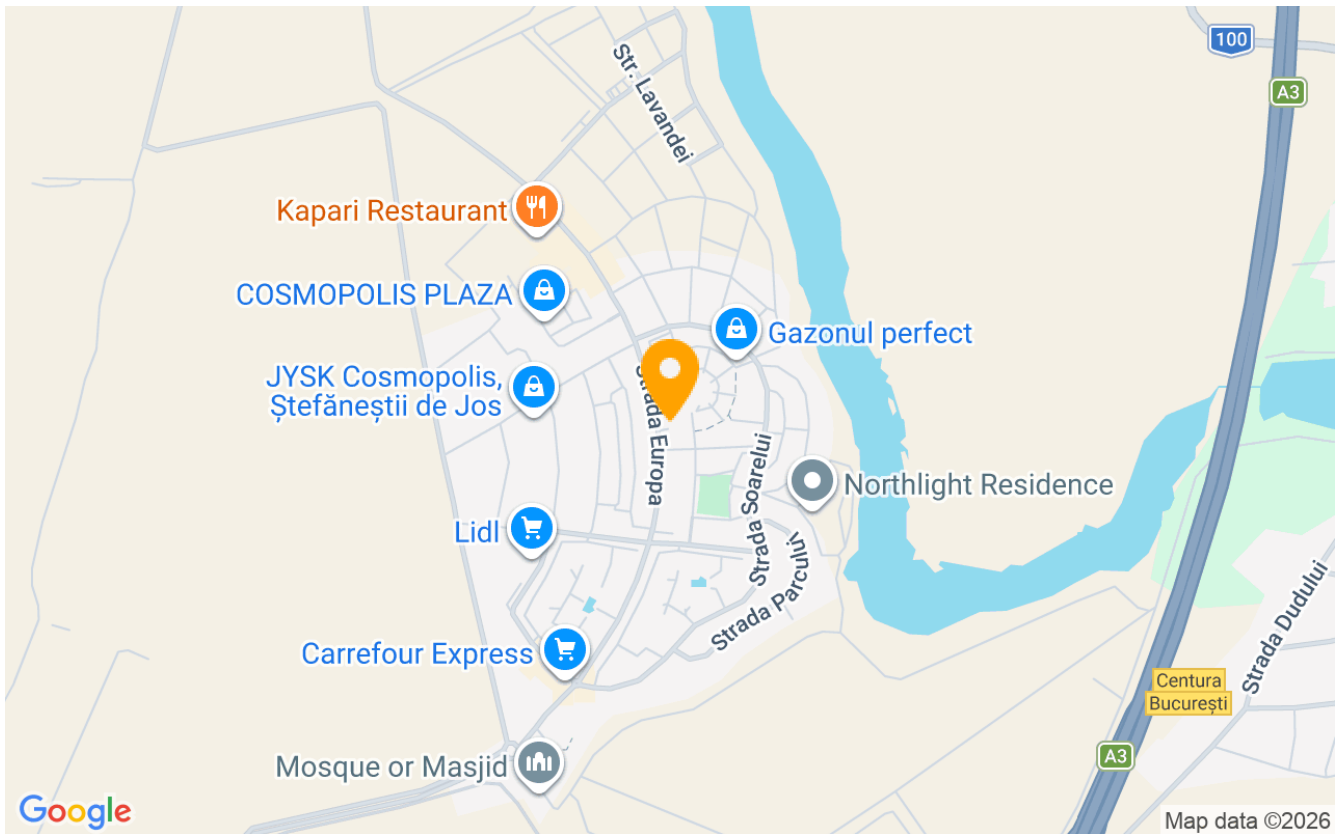 100
A3
Str. Lavandei
Kapari Restaurant
COSMOPOLIS PLAZA
Gazonul perfect
JYSK Cosmopolis,
Ștefăneștii de Jos
Strada Europa
Strada Soarelui
Northlight Residence
Lidl
Strada Parcului
Strada Dudului
Carrefour Express
Centura
București
A3
Mosque or Masjid
Google
Map data ©2026